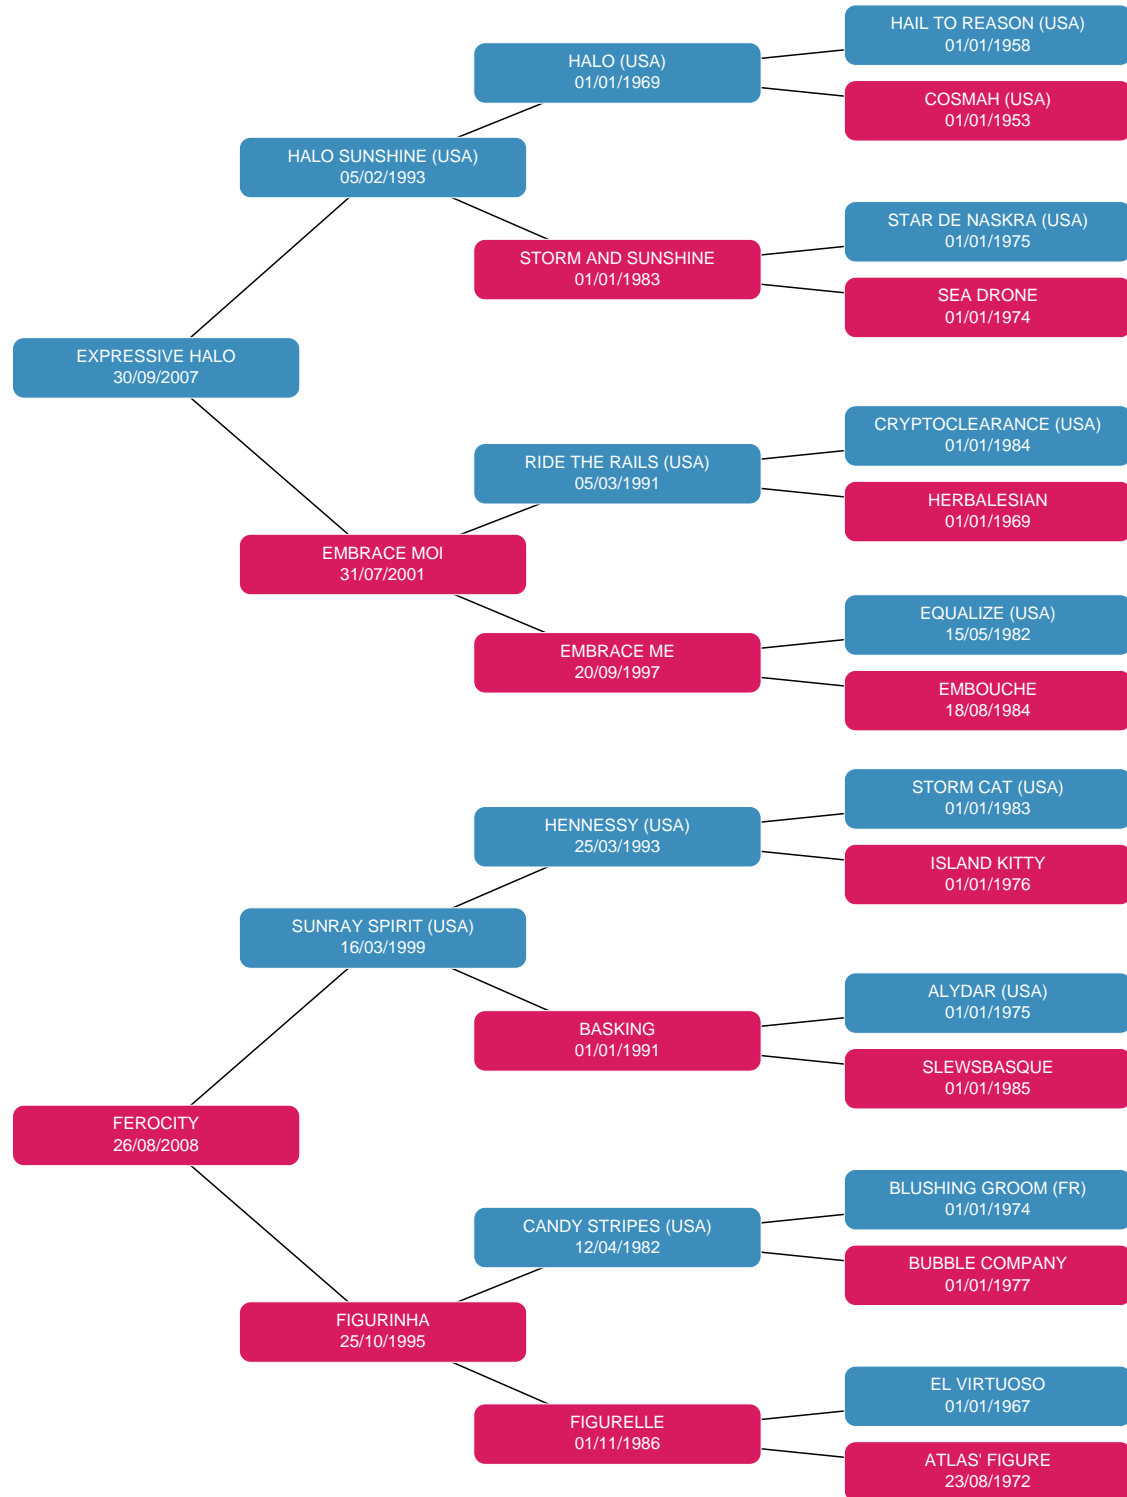 HAIL TO REASON (USA)
01/01/1958
HALO (USA)
01/01/1969
COSMAH (USA)
01/01/1953
HALO SUNSHINE (USA)
05/02/1993
STAR DE NASKRA (USA)
01/01/1975
STORM AND SUNSHINE
01/01/1983
SEA DRONE
01/01/1974
EXPRESSIVE HALO
30/09/2007
CRYPTOCLEARANCE (USA)
01/01/1984
RIDE THE RAILS (USA)
05/03/1991
HERBALESIAN
01/01/1969
EMBRACE MOI
31/07/2001
EQUALIZE (USA)
15/05/1982
EMBRACE ME
20/09/1997
EMBOUCHE
18/08/1984
STORM CAT (USA)
01/01/1983
HENNESSY (USA)
25/03/1993
ISLAND KITTY
01/01/1976
SUNRAY SPIRIT (USA)
16/03/1999
ALYDAR (USA)
01/01/1975
BASKING
01/01/1991
SLEWSBASQUE
01/01/1985
FEROCITY
26/08/2008
BLUSHING GROOM (FR)
01/01/1974
CANDY STRIPES (USA)
12/04/1982
BUBBLE COMPANY
01/01/1977
FIGURINHA
25/10/1995
EL VIRTUOSO
01/01/1967
FIGURELLE
01/11/1986
ATLAS' FIGURE
23/08/1972